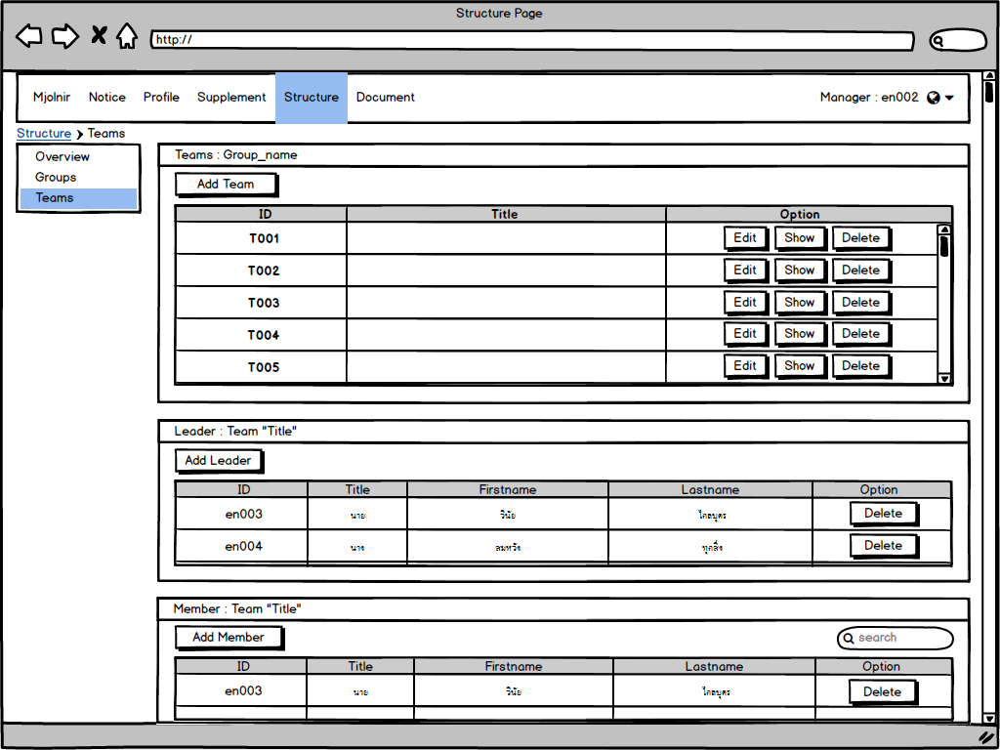 Structure Page
http://
Mjolnir Notice Profile Supplement Structure Document Manager : en002
Structure Teams
Overview
Groups
Teams
Teams : Group_name
Add Team
ID Title Option
T001 Edit Show Delete
T002 Edit Show Delete
T003 Edit Show Delete
T004 Edit Show Delete
T005 Edit Show Delete
Leader : Team "Title"
Add Leader
ID Title Firstname Lastname Option
en003 นาย วินัย ไกลบุตร Delete
en004 นาง สมหวัง ทุกสิ่ง Delete
Member : Team "Title"
Add Member search
ID Title Firstname Lastname Option
en003 นาย วินัย ไกลบุตร Delete